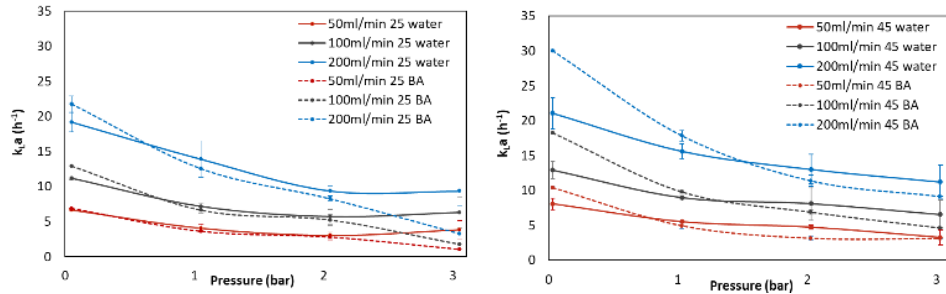 35
30
25
20
15
10
5
0
kLa (h-1)
0 1 2 3
Pressure (bar)
50ml/min 25 water
100ml/min 25 water
200ml/min 25 water
50ml/min 25 BA
100ml/min 25 BA
200ml/min 25 BA
35
30
25
20
15
10
5
0
kLa (h-1)
0 1 2 3
Pressure (bar)
50ml/min 45 water
100ml/min 45 water
200ml/min 45 water
50ml/min 45 BA
100ml/min 45 BA
200ml/min 45 BA